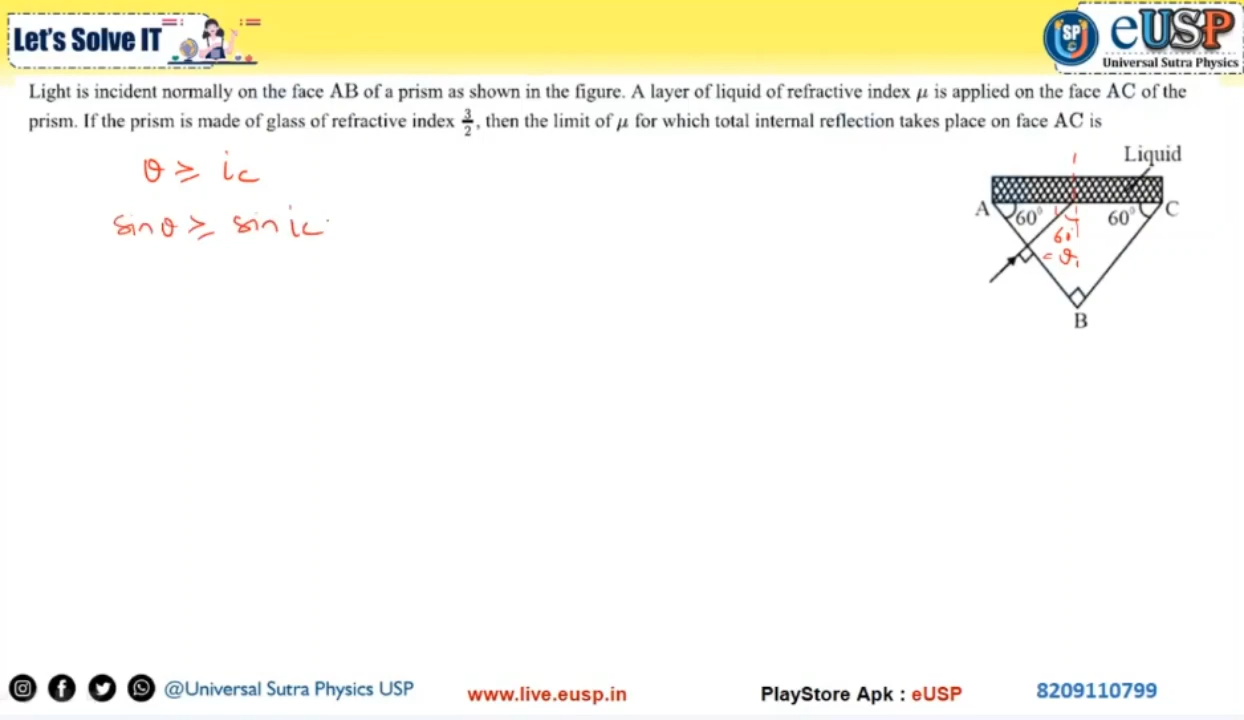 Let's Solve IT
SP
eUSP
Universal Sutra Physics
Light is incident normally on the face AB of a prism as shown in the figure. A layer of liquid of refractive index μ is applied on the face AC of the
prism. If the prism is made of glass of refractive index 3/2, then the limit of μ for which total internal reflection takes place on face AC is
θ ≥ ic
sinθ ≥ sin ic
Liquid
A 60° 60° C
60°
= θ,
B
@Universal Sutra Physics USP
www.live.eusp.in
PlayStore Apk : eUSP
8209110799